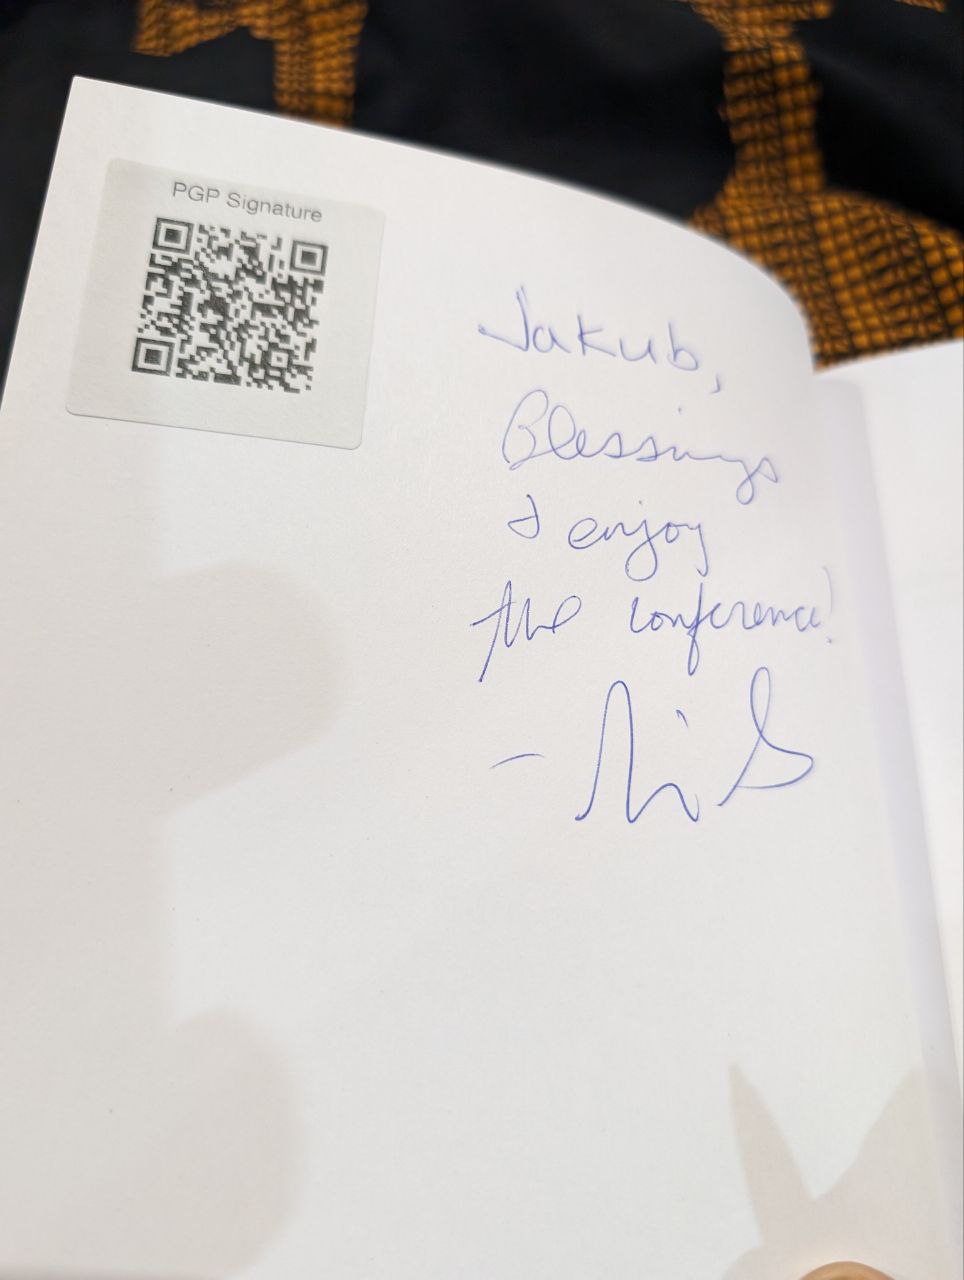 PGP Signature
Jakub,
Blessings
& enjoy
the conference!